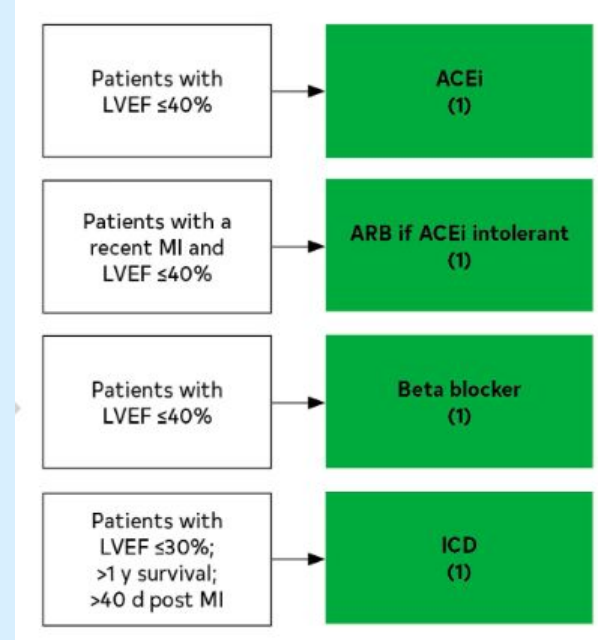 Patients with
LVEF ≤40%
ACEi
(1)
Patients with a
recent MI and
LVEF ≤40%
ARB if ACEi intolerant
(1)
Patients with
LVEF ≤40%
Beta blocker
(1)
Patients with
LVEF ≤30%;
>1 y survival;
>40 d post MI
ICD
(1)